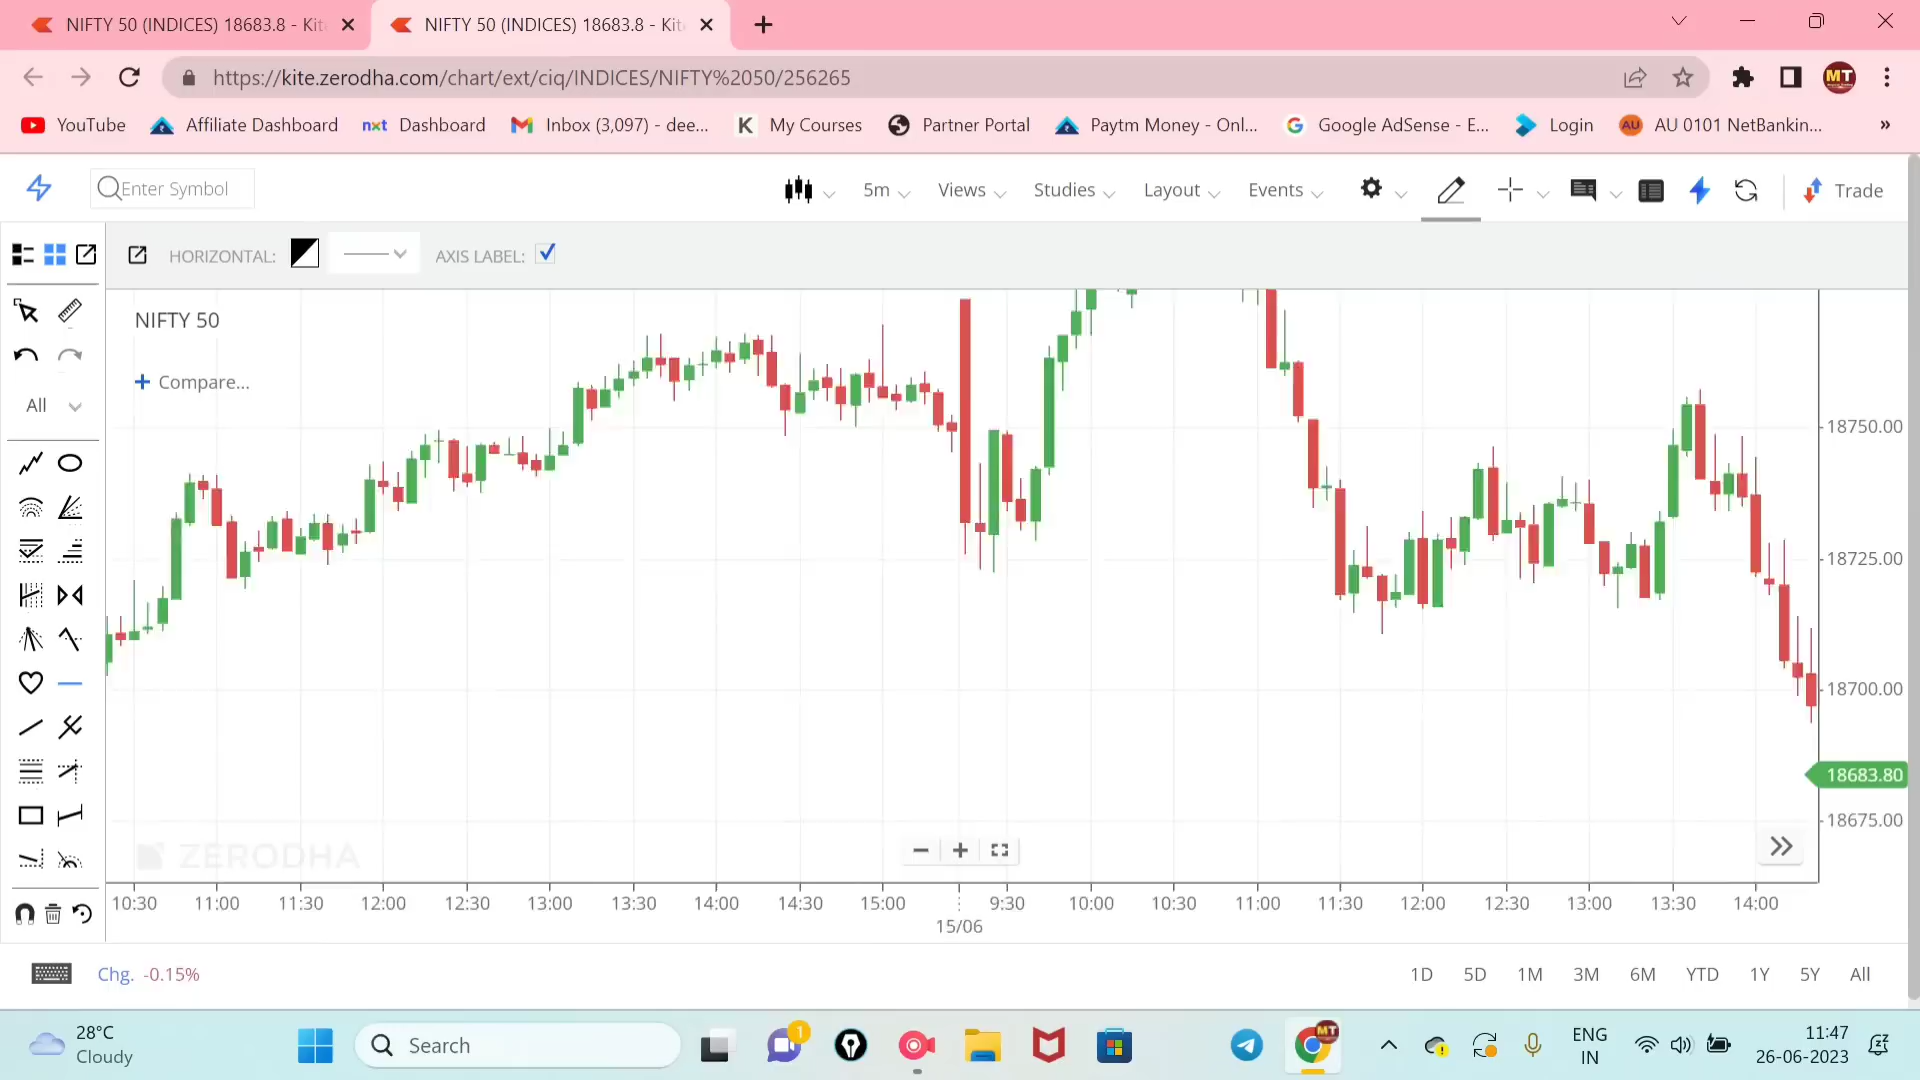 NIFTY 50 (INDICES) 18683.8 - Kit
NIFTY 50 (INDICES) 18683.8 - Kit
https://kite.zerodha.com/chart/ext/ciq/INDICES/NIFTY%2050/256265
MT
YouTube
Affiliate Dashboard
nxt Dashboard
Inbox (3,097) - dee...
K My Courses
Partner Portal
Paytm Money - Onl...
Google AdSense - E...
Login
AU AU 0101 NetBankin...
»
Enter Symbol
5m
Views
Studies
Layout
Events
Trade
HORIZONTAL:
AXIS LABEL:
NIFTY 50
Compare...
All
18750.00
18725.00
18700.00
18683.80
18675.00
ZERODHA
10:30 11:00 11:30 12:00 12:30 13:00 13:30 14:00 14:30 15:00 9:30 10:00 10:30 11:00 11:30 12:00 12:30 13:00 13:30 14:00
15/06
Chg. -0.15%
1D 5D 1M 3M 6M YTD 1Y 5Y All
28°C
Cloudy
Search
1
MT
ENG
IN
11:47
26-06-2023